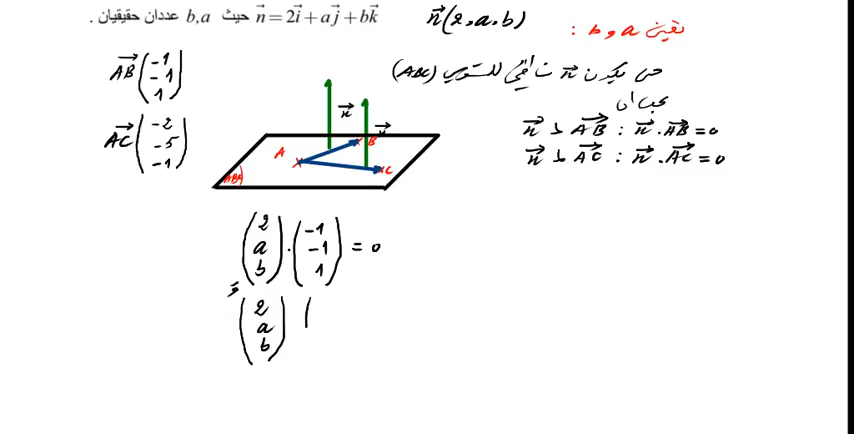 حيث b,a عددان حقيقيان . n⃗ = 2i⃗ + aj⃗ + bk⃗
n⃗(2, a, b)
تعيين a و b :
حتى يكون n⃗ ناظمي للمستوي (ABC)
يجب ان
n⃗ ⊥ AB⃗ : n⃗ . AB⃗ = 0
n⃗ ⊥ AC⃗ : n⃗ . AC⃗ = 0
AB⃗ (-1 -1 1)
AC⃗ (-2 -5 -1)
n⃗
n⃗
A
B
C
(2 a b) . (-1 -1 1) = 0
و
(2 a b) (